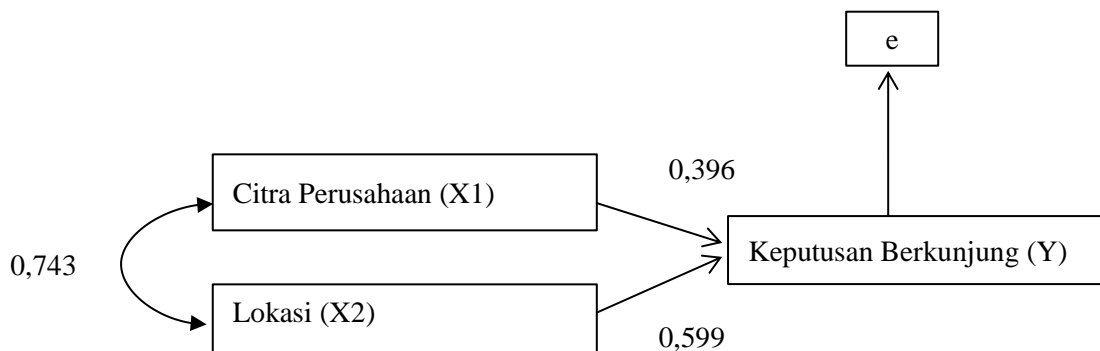 e
0,396
Citra Perusahaan (X1)
Keputusan Berkunjung (Y)
0,743
Lokasi (X2)
0,599